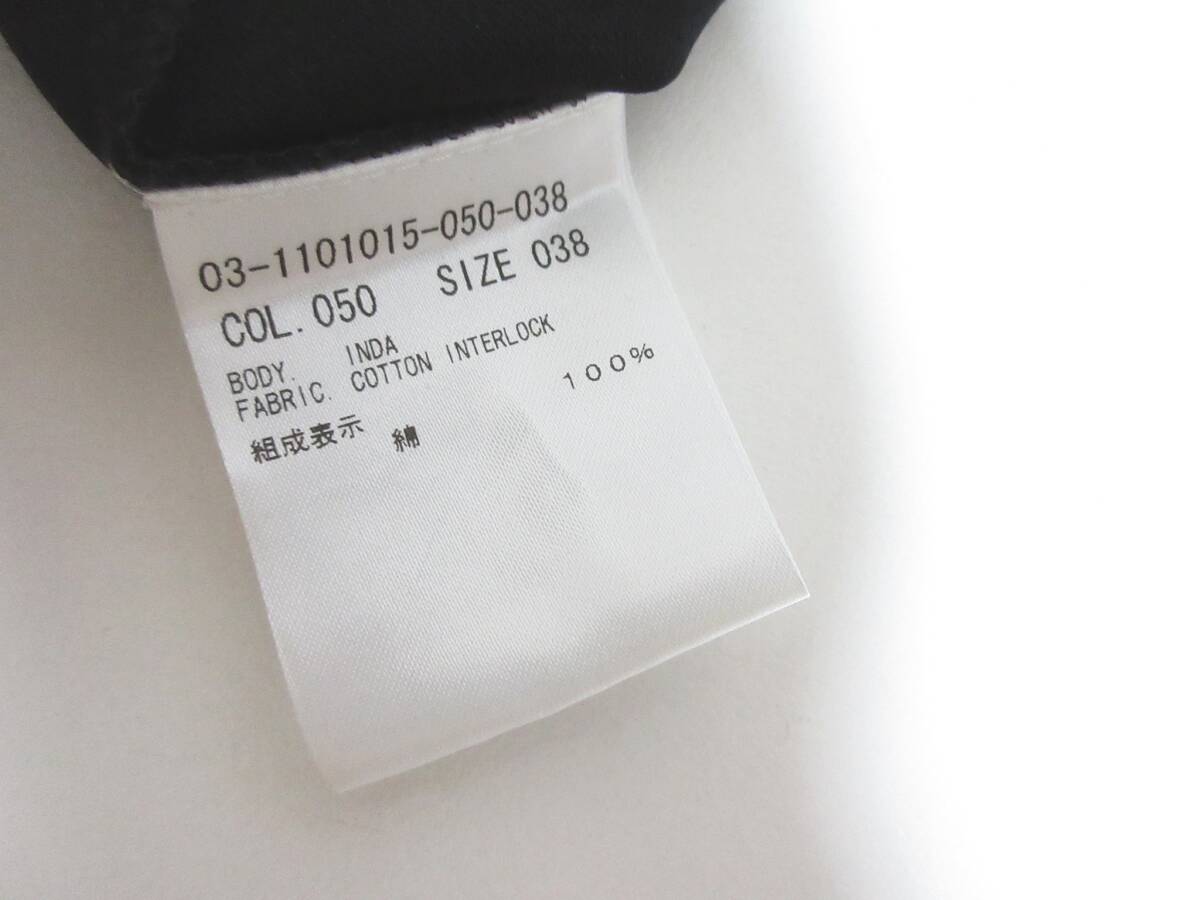 03-1101015-050-038
COL. 050 SIZE 038
BODY. INDA
FABRIC. COTTON INTERLOCK
組成表示 綿 100%